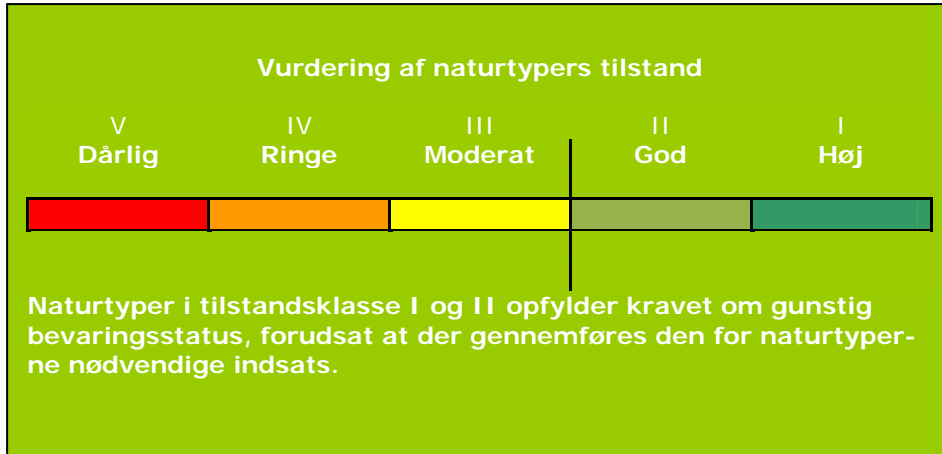 Vurdering af naturtypers tilstand
V IV III II I
Dårlig Ringe Moderat God Høj
Naturtyper i tilstandsklasse I og II opfylder kravet om gunstig
bevaringsstatus, forudsat at der gennemføres den for naturtyper-
ne nødvendige indsats.